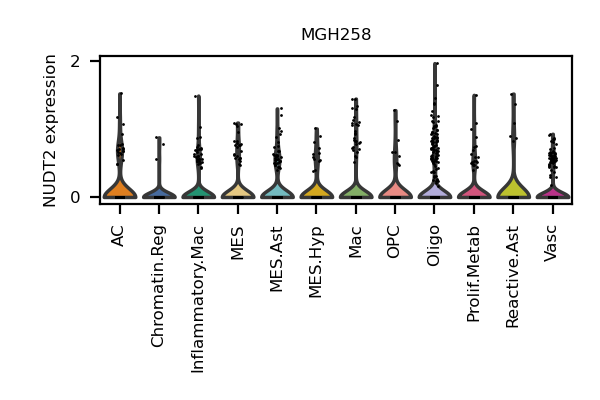 MGH258
NUDT2 expression
2
0
AC
Chromatin.Reg
Inflammatory.Mac
MES
MES.Ast
MES.Hyp
Mac
OPC
Oligo
Prolif.Metab
Reactive.Ast
Vasc